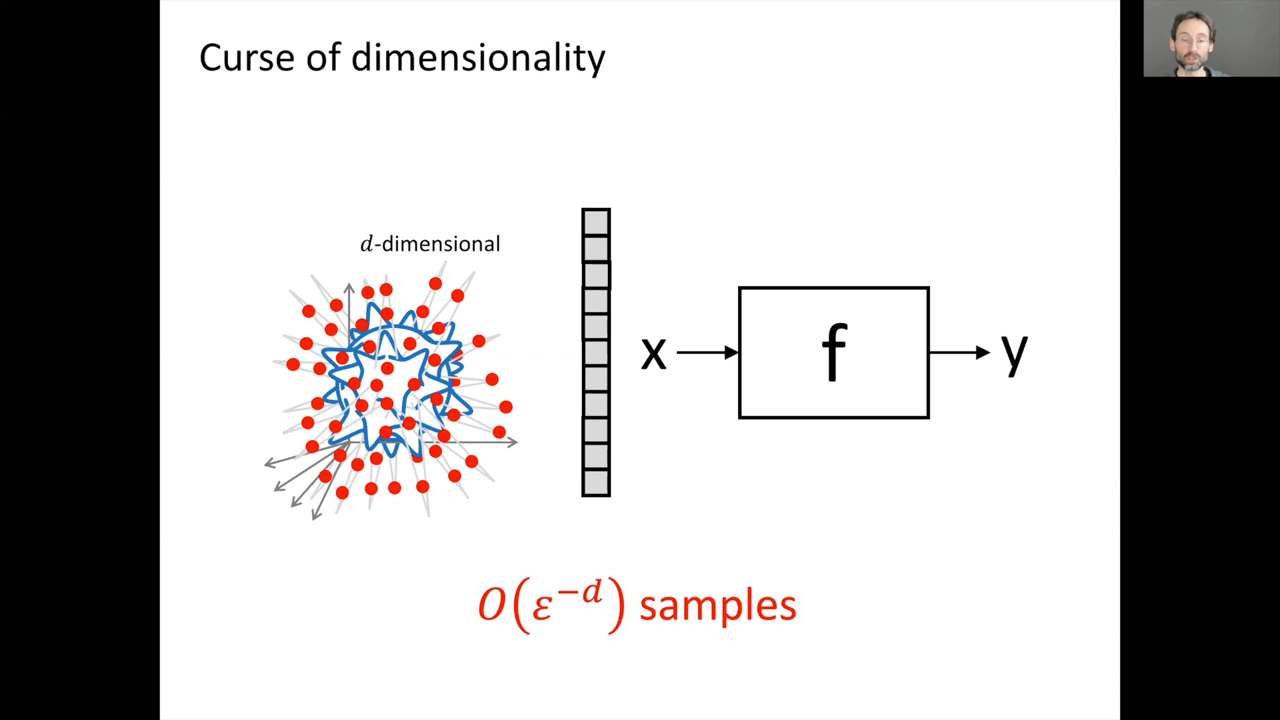 Curse of dimensionality
d-dimensional
x
f
y
O(ε⁻ᵈ) samples